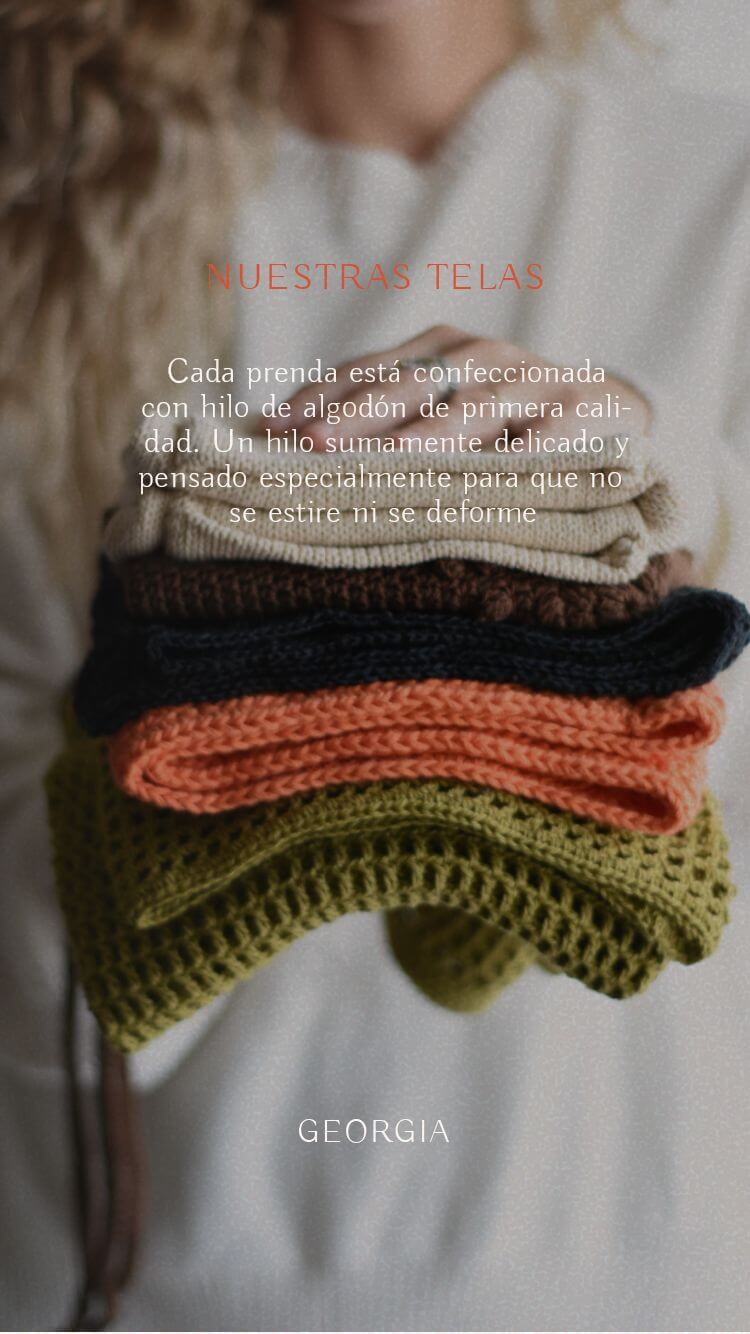 NUESTRAS TELAS
Cada prenda está confeccionada
con hilo de algodón de primera cali-
dad. Un hilo sumamente delicado y
pensado especialmente para que no
se estire ni se deforme
GEORGIA